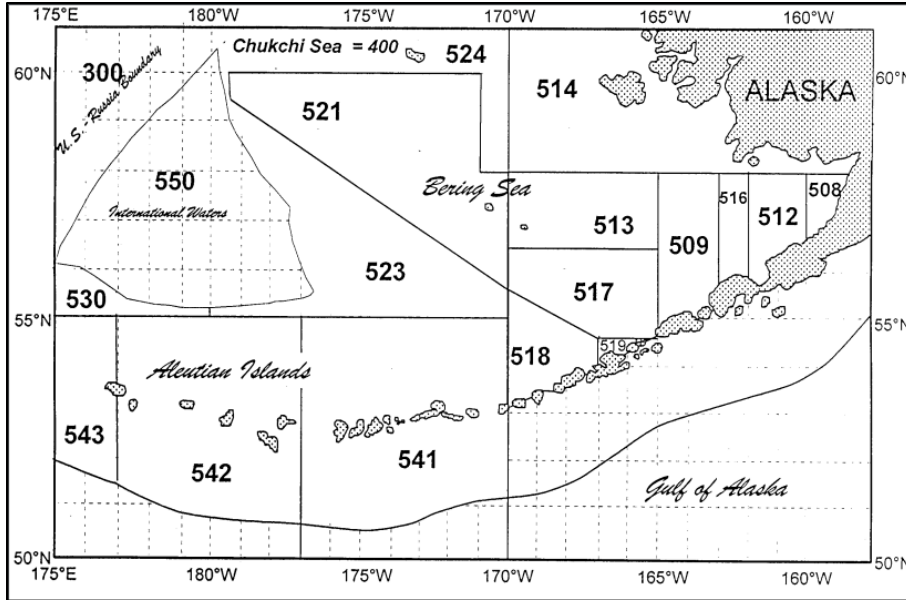 175°E 180°W 175°W 170°W 165°W 160°W
60°N 300 Chukchi Sea = 400 524 60°N
U.S. - Russia Boundary
514 ALASKA
521
550
International Waters
Bering Sea
513 509 516 512 508
523
517
530
55°N 55°N
519
518
Aleutian Islands
543 542 541
Gulf of Alaska
50°N 50°N
175°E 180°W 175°W 170°W 165°W 160°W